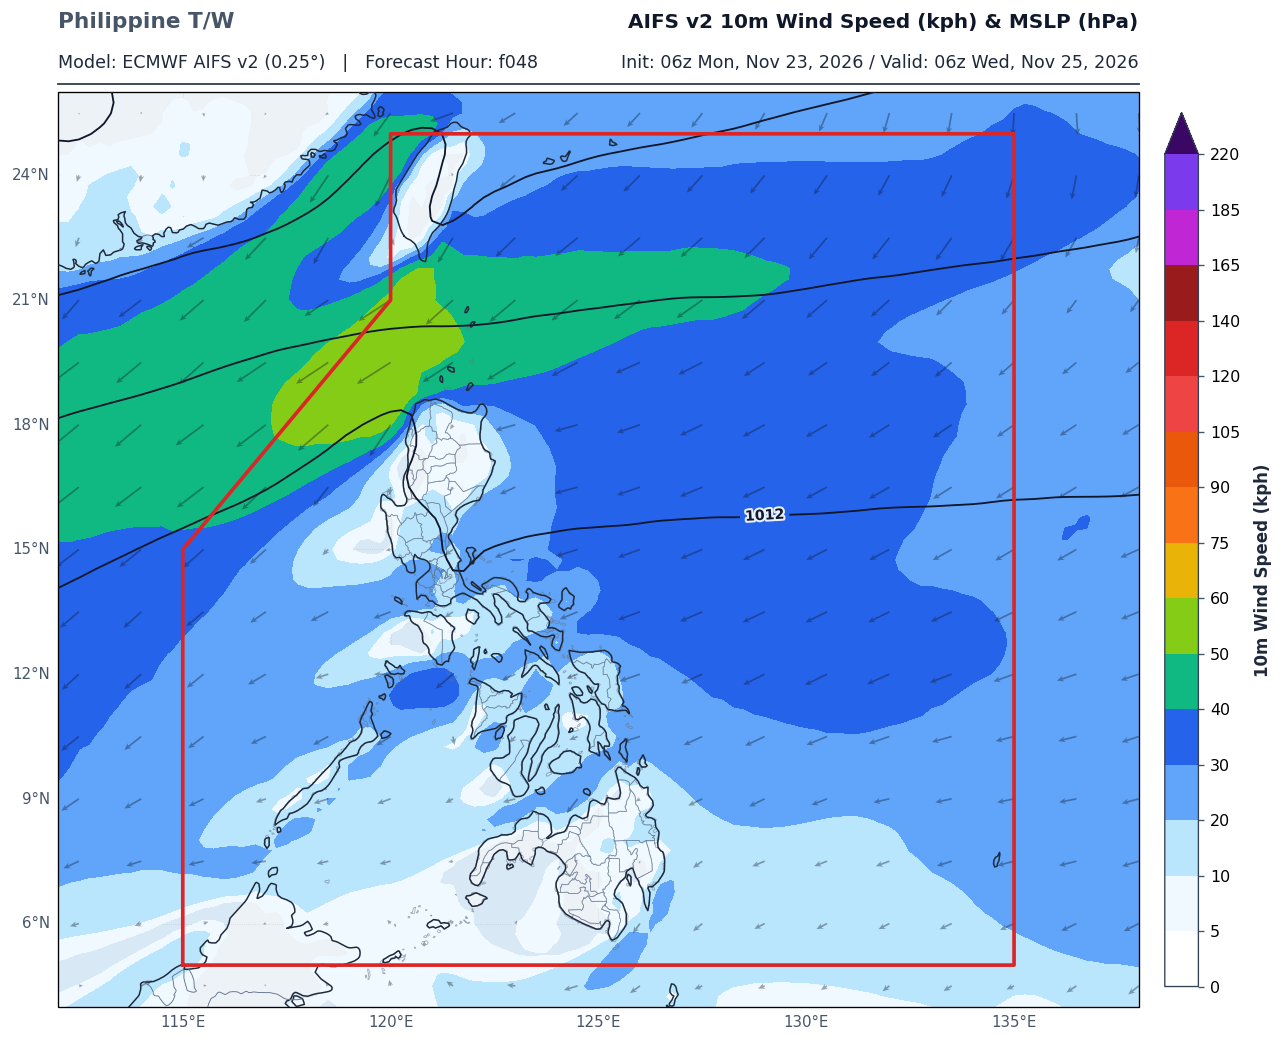 Philippine T/W
AIFS v2 10m Wind Speed (kph) & MSLP (hPa)
Model: ECMWF AIFS v2 (0.25°) | Forecast Hour: f048
Init: 06z Mon, Nov 23, 2026 / Valid: 06z Wed, Nov 25, 2026
24°N
21°N
18°N
15°N
12°N
9°N
6°N
1012
115°E
120°E
125°E
130°E
135°E
220
185
165
140
120
105
90
75
60
50
40
30
20
10
5
0
10m Wind Speed (kph)